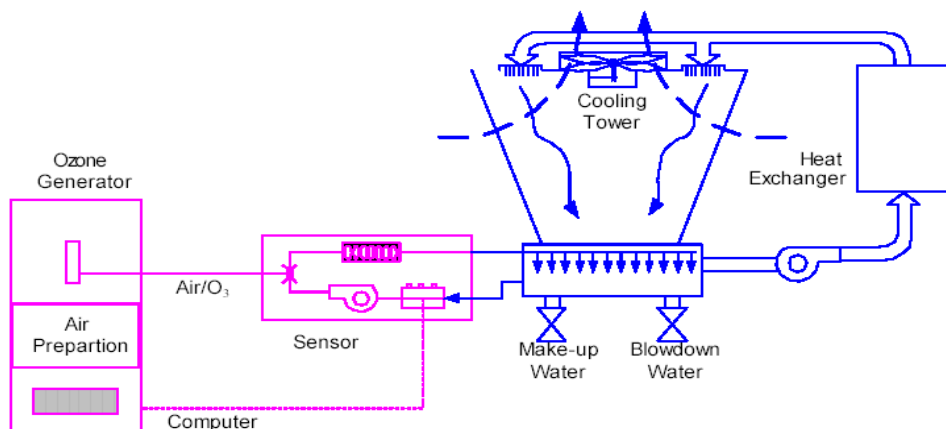 Cooling
Tower
Ozone
Generator
Heat
Exchanger
Air/O₃
Air
Prepartion
Sensor
Make-up
Water
Blowdown
Water
Computer